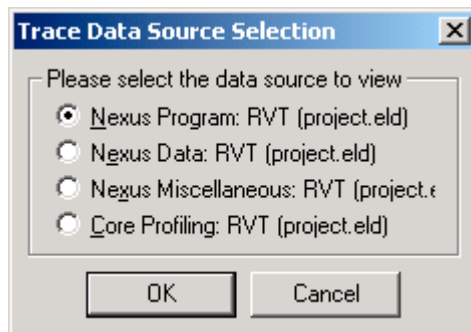 Trace Data Source Selection
Please select the data source to view
Nexus Program: RVT (project.eld)
Nexus Data: RVT (project.eld)
Nexus Miscellaneous: RVT (project.e
Core Profiling: RVT (project.eld)
OK Cancel